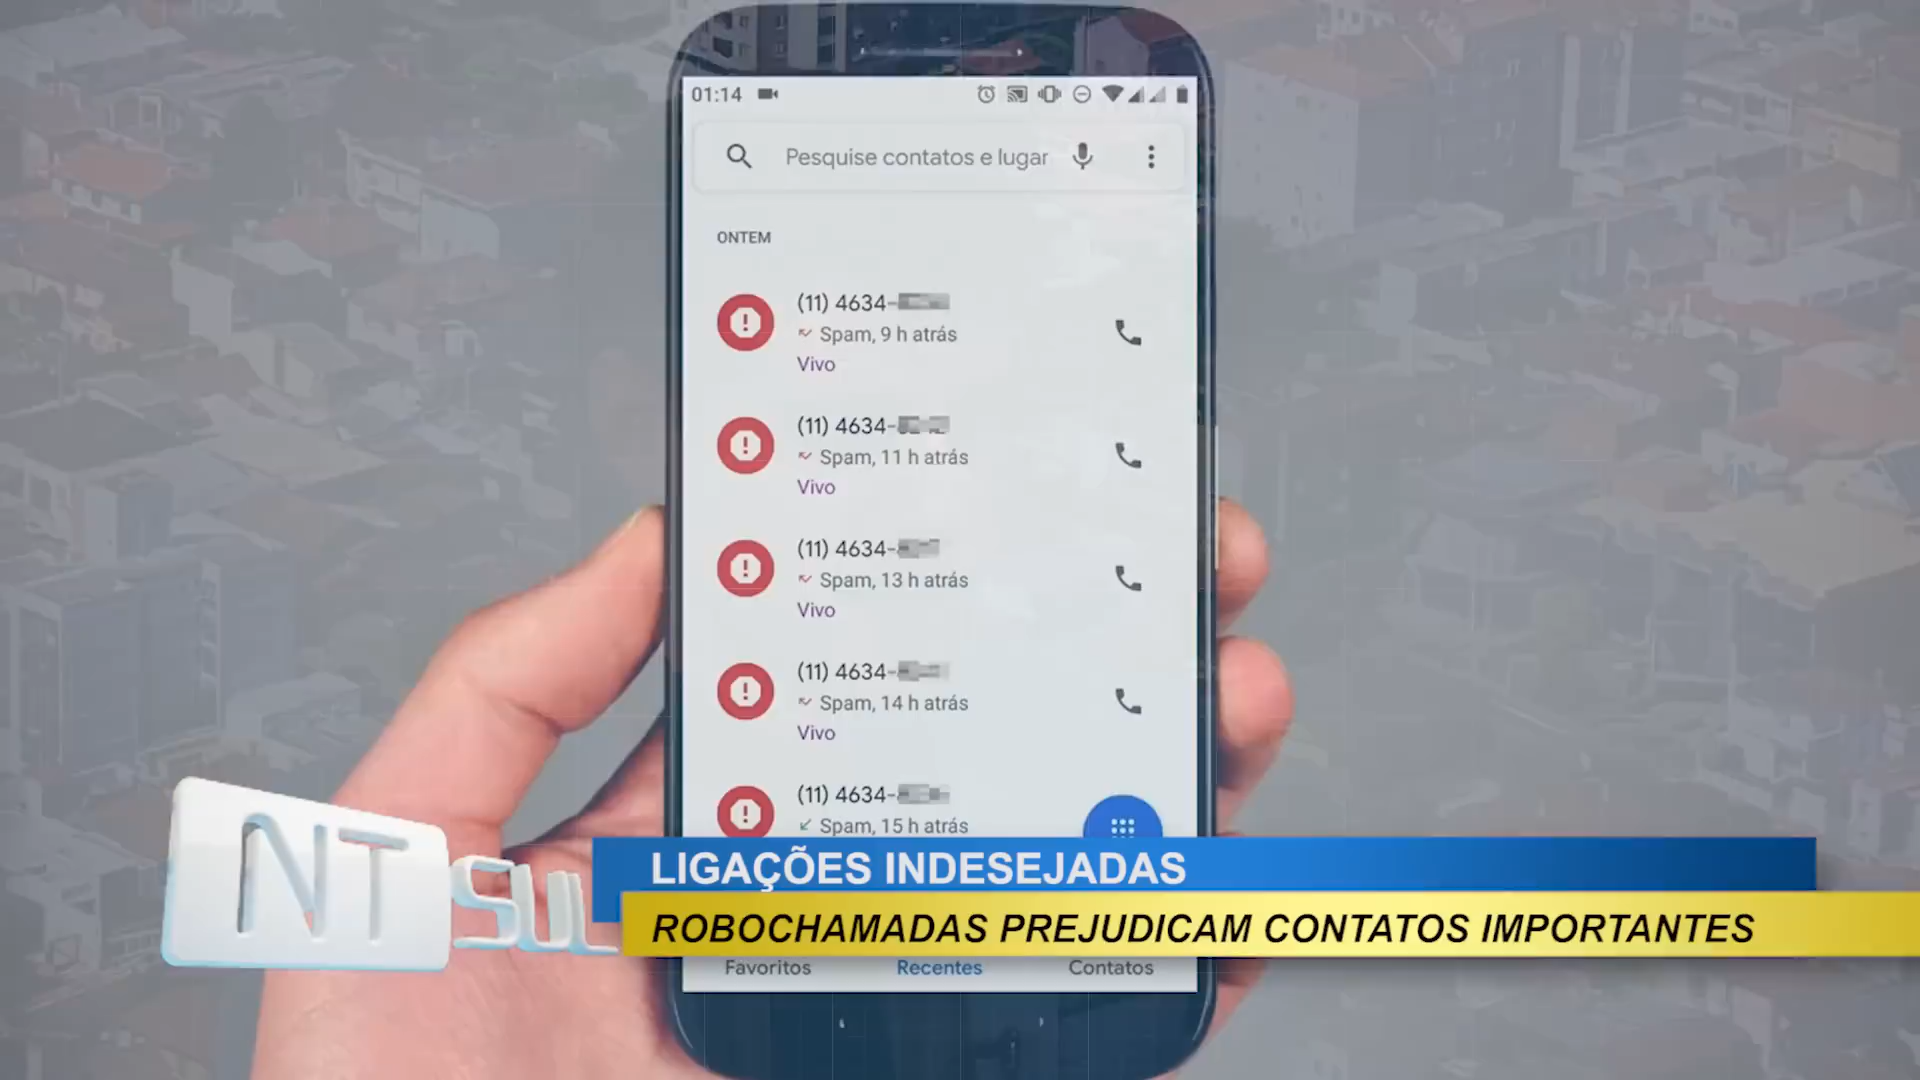 01:14
Pesquise contatos e lugar
ONTEM
(11) 4634-
Spam, 9 h atrás
Vivo
(11) 4634-
Spam, 11 h atrás
Vivo
(11) 4634-
Spam, 13 h atrás
Vivo
(11) 4634-
Spam, 14 h atrás
Vivo
(11) 4634-
Spam, 15 h atrás
NT SUL
LIGAÇÕES INDESEJADAS
ROBOCHAMADAS PREJUDICAM CONTATOS IMPORTANTES
Favoritos
Recentes
Contatos